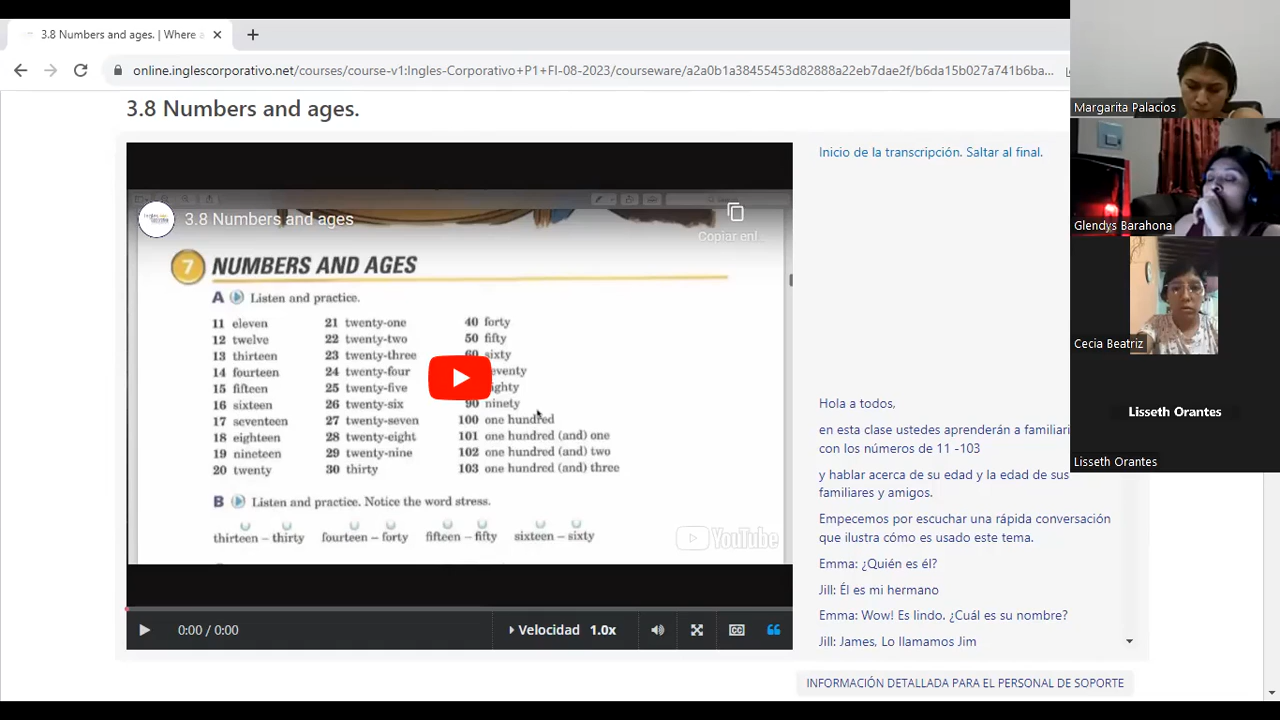 3.8 Numbers and ages. | Where a
online.inglescorporativo.net/courses/course-v1:Ingles-Corporativo+P1+FI-08-2023/courseware/a2a0b1a38455453d82888a22eb7dae2f/b6da15b027a741b6ba...
3.8 Numbers and ages.
3.8 Numbers and ages
Copiar enl...
7 NUMBERS AND AGES
A Listen and practice.
11 eleven 21 twenty-one 40 forty
12 twelve 22 twenty-two 50 fifty
13 thirteen 23 twenty-three 60 sixty
14 fourteen 24 twenty-four eventy
15 fifteen 25 twenty-five ighty
16 sixteen 26 twenty-six 90 ninety
17 seventeen 27 twenty-seven 100 one hundred
18 eighteen 28 twenty-eight 101 one hundred (and) one
19 nineteen 29 twenty-nine 102 one hundred (and) two
20 twenty 30 thirty 103 one hundred (and) three
B Listen and practice. Notice the word stress.
thirteen – thirty fourteen – forty fifteen – fifty sixteen – sixty
YouTube
0:00 / 0:00 Velocidad 1.0x CC
Inicio de la transcripción. Saltar al final.
Hola a todos,
en esta clase ustedes aprenderán a familiari
con los números de 11 -103
y hablar acerca de su edad y la edad de sus
familiares y amigos.
Empecemos por escuchar una rápida conversación
que ilustra cómo es usado este tema.
Emma: ¿Quién es él?
Jill: Él es mi hermano
Emma: Wow! Es lindo. ¿Cuál es su nombre?
Jill: James, Lo llamamos Jim
INFORMACIÓN DETALLADA PARA EL PERSONAL DE SOPORTE
Margarita Palacios
Glendys Barahona
Cecia Beatriz
Lisseth Orantes
Lisseth Orantes